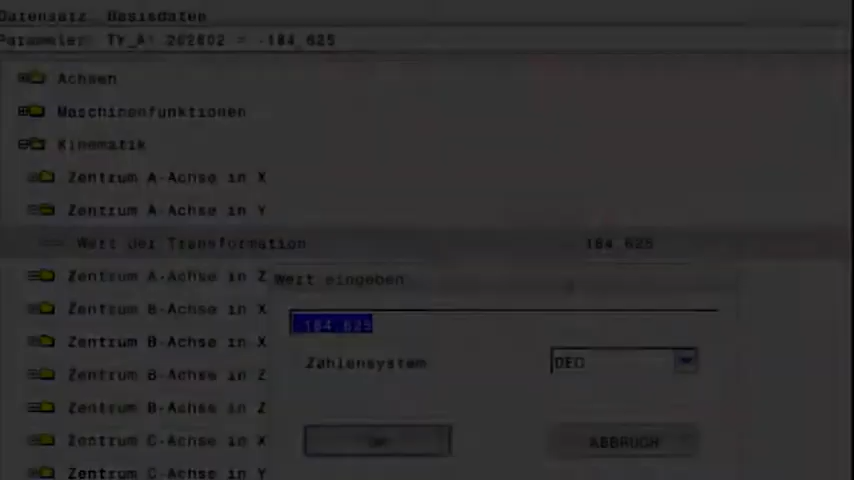 Datensatz Basisdaten
Parameter TY_A: 262802 = -184 625
Achsen
Maschinenfunktionen
Kinematik
Zentrum A-Achse in X
Zentrum A-Achse in Y
Wert der Transformation 184 625
Zentrum A-Achse in Z
Wert eingeben
Zentrum B-Achse in X
-184 625
Zentrum B-Achse in X
Zahlensystem DEC
Zentrum B-Achse in Z
Zentrum B-Achse in Z
Zentrum C-Achse in X
OK ABBRUCH
Zentrum C-Achse in Y